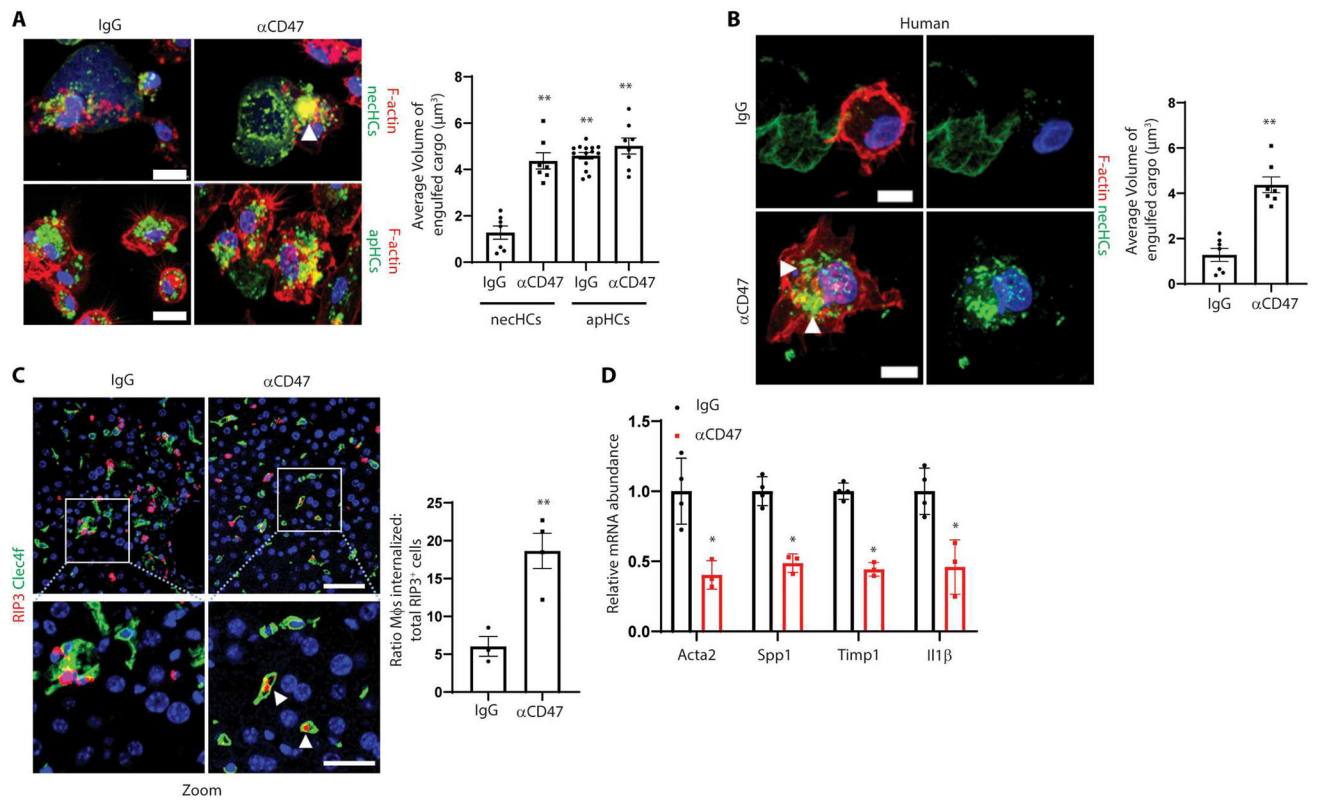 A
IgG
αCD47
F-actin
necHCs
F-actin
apHCs
Average Volume of
engulfed cargo (μm³)
8
6
4
2
0
**
**
**
IgG
αCD47
IgG
αCD47
necHCs
apHCs
B
Human
IgG
αCD47
F-actin necHCs
Average Volume of
engulfed cargo (μm³)
8
6
4
2
0
**
IgG
αCD47
C
IgG
αCD47
RIP3 Clec4f
Zoom
Ratio Mϕs internalized:
total RIP3⁺ cells
25
20
15
10
5
0
**
IgG
αCD47
D
IgG
αCD47
Relative mRNA abundance
1.5
1.0
0.5
0.0
*
*
*
*
Acta2
Spp1
Timp1
Il1β